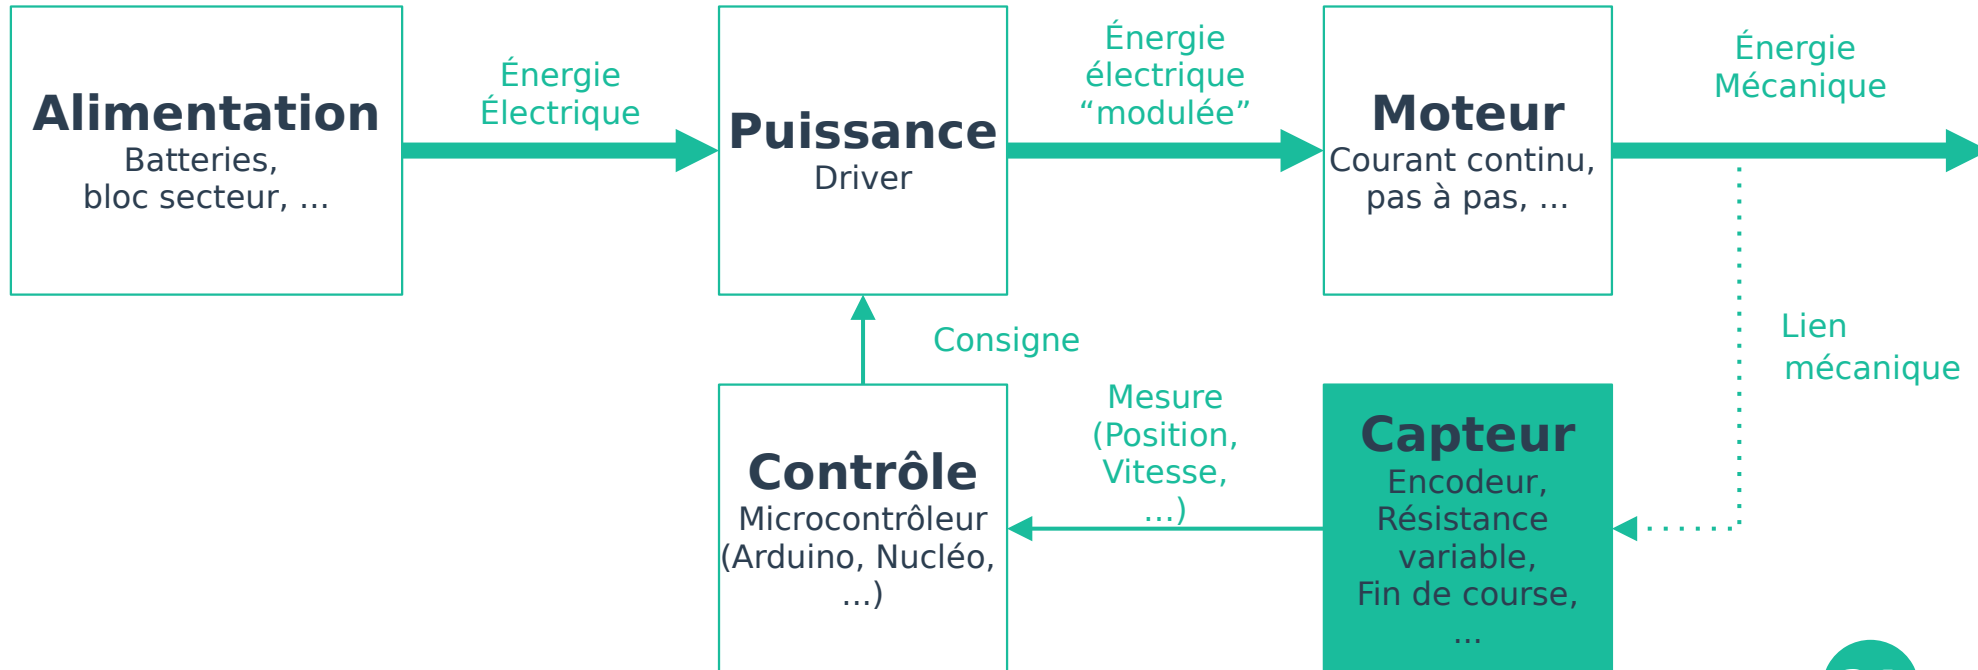 Alimentation
Batteries,
bloc secteur, ...
Énergie
Électrique
Puissance
Driver
Énergie
électrique
“modulée”
Moteur
Courant continu,
pas à pas, ...
Énergie
Mécanique
Consigne
Lien
mécanique
Contrôle
Microcontrôleur
(Arduino, Nucléo,
...)
Mesure
(Position,
Vitesse,
...)
Capteur
Encodeur,
Résistance
variable,
Fin de course,
...